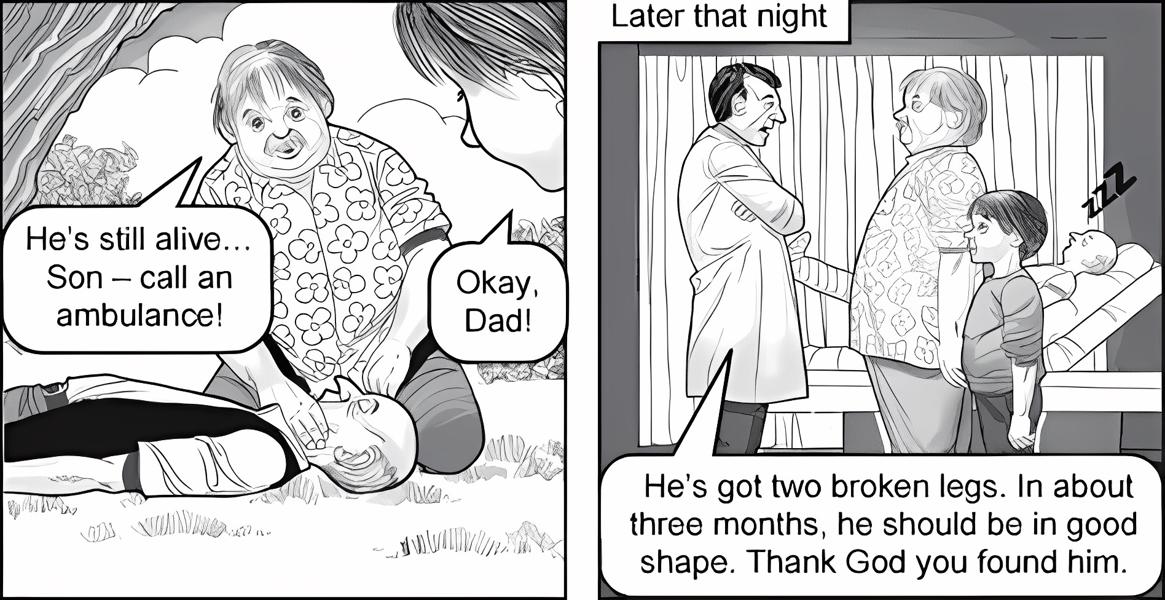 He's still alive...
Son – call an
ambulance!
Okay,
Dad!
Later that night
zzZ
He's got two broken legs. In about
three months, he should be in good
shape. Thank God you found him.